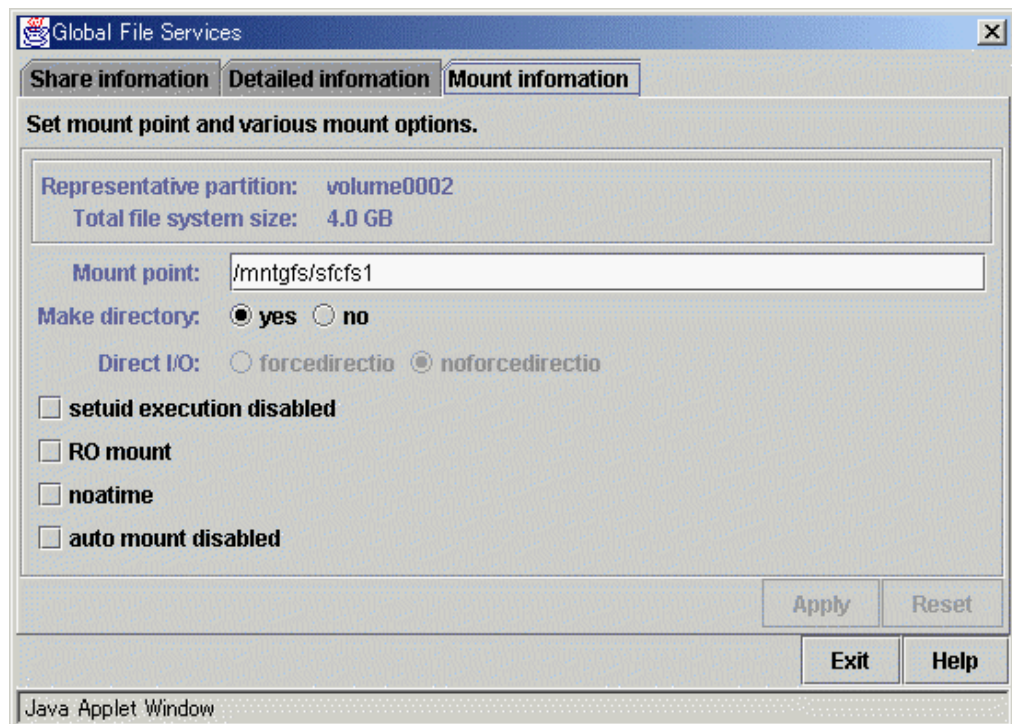 Global File Services
Share infomation Detailed infomation Mount infomation
Set mount point and various mount options.
Representative partition: volume0002
Total file system size: 4.0 GB
Mount point: /mntgfs/sfcfs1
Make directory: yes no
Direct I/O: forcedirectio noforcedirectio
setuid execution disabled
RO mount
noatime
auto mount disabled
Apply Reset
Exit Help
Java Applet Window